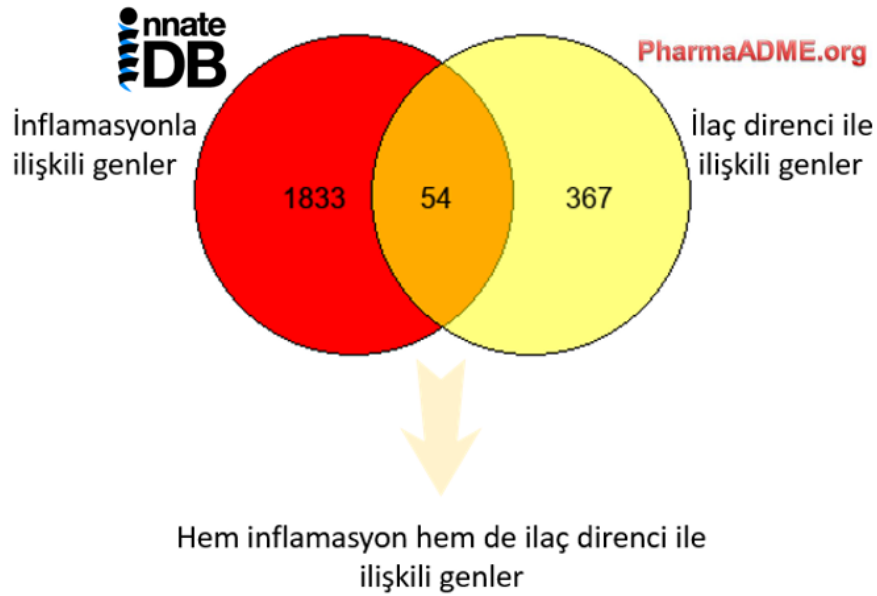 innate
DB
PharmaADME.org
İnflamasyonla
ilişkili genler
İlaç direnci ile
ilişkili genler
1833
54
367
Hem inflamasyon hem de ilaç direnci ile
ilişkili genler